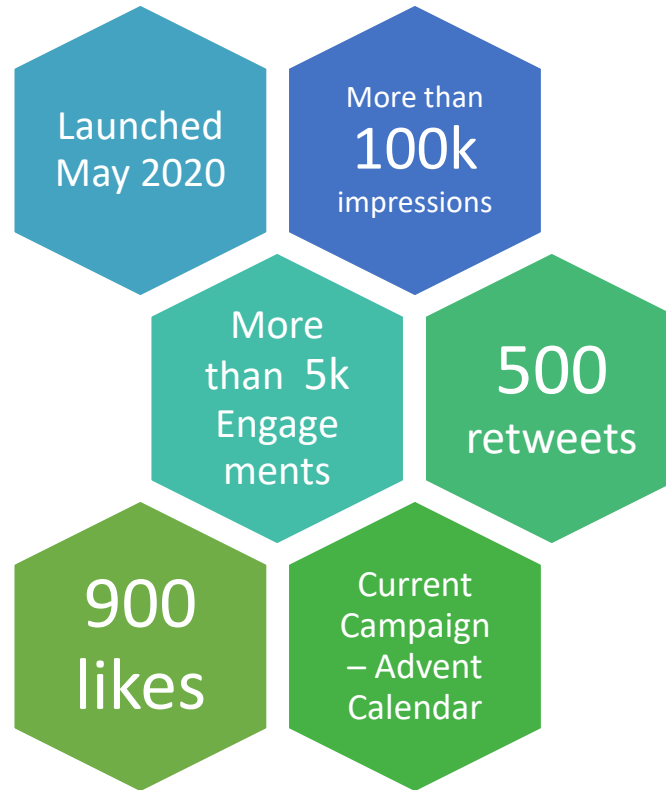 Launched
May 2020
More than
100k
impressions
More
than  5k
Engage
ments
500
retweets
900
likes
Current
Campaign
– Advent
Calendar